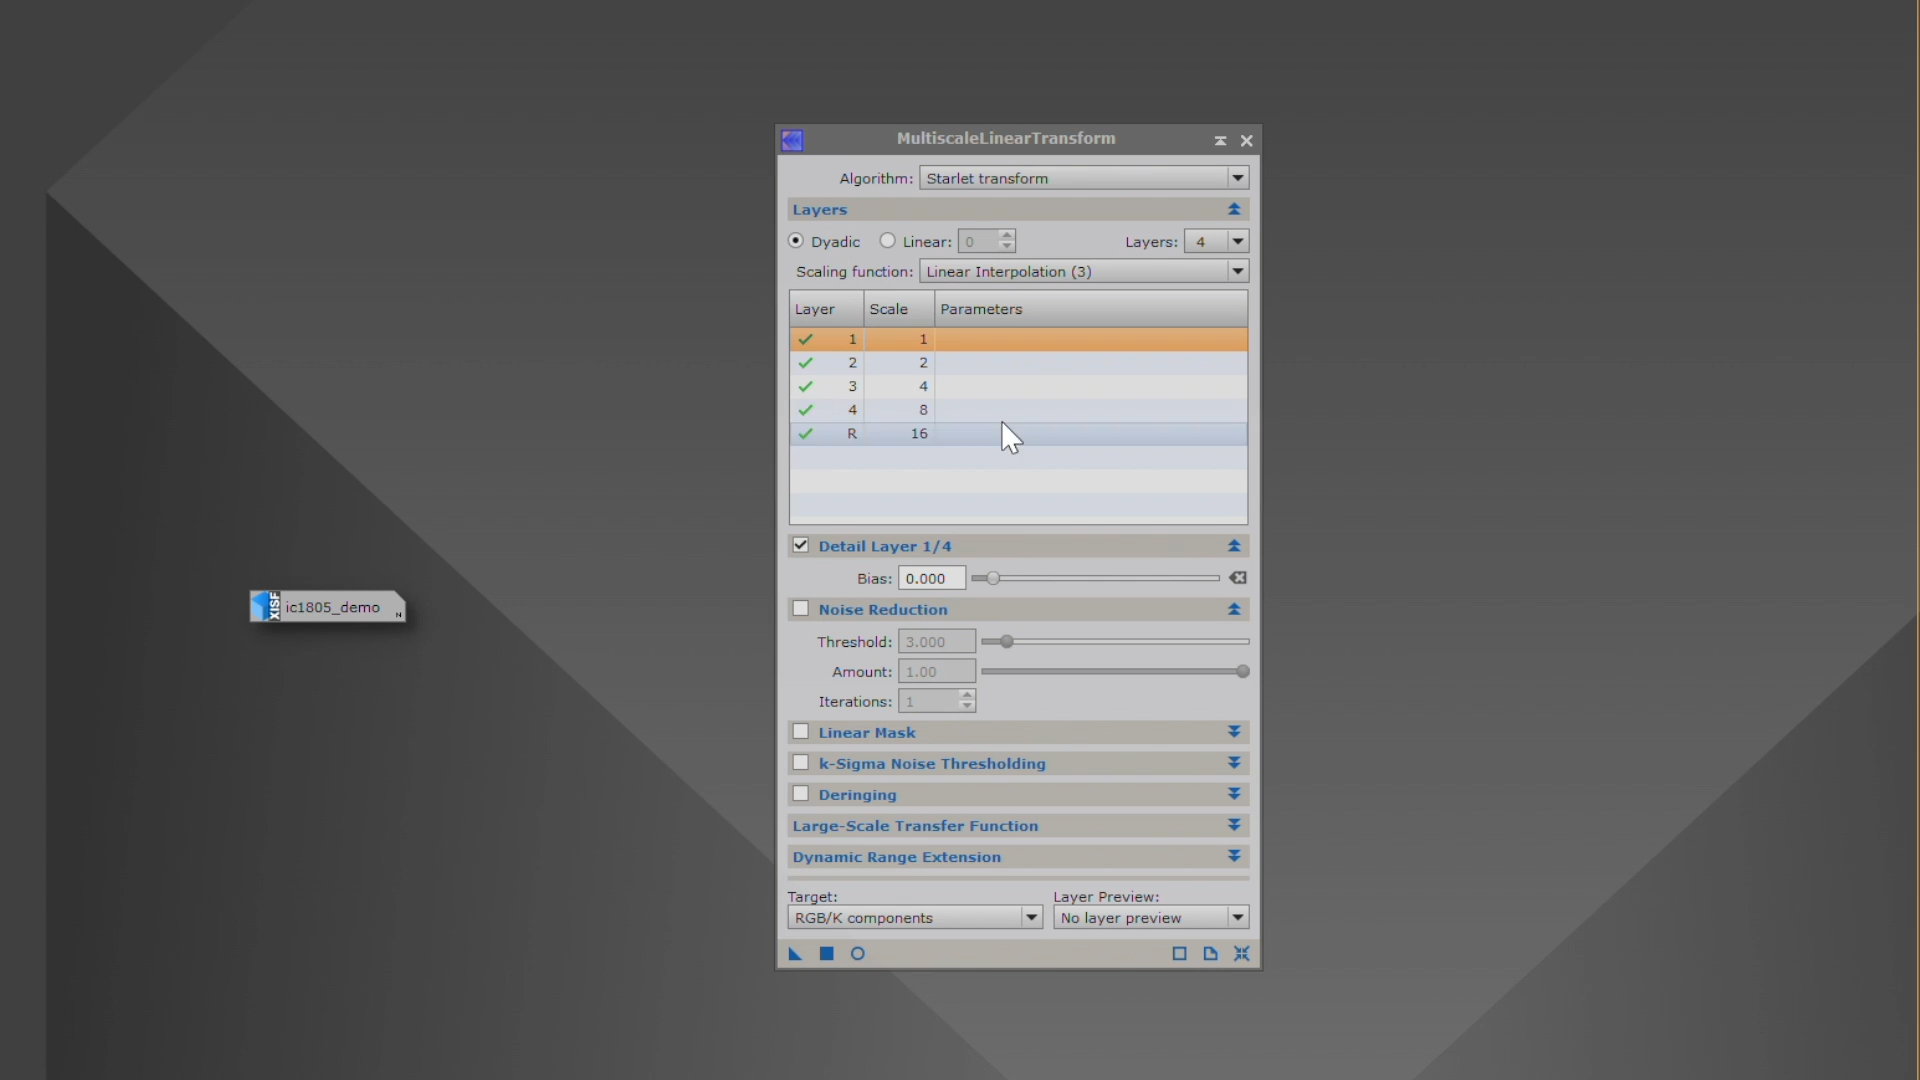 MultiscaleLinearTransform
Algorithm: Starlet transform
Layers
Dyadic Linear: 0 Layers: 4
Scaling function: Linear Interpolation (3)
Layer Scale Parameters
1 1
2 2
3 4
4 8
R 16
Detail Layer 1/4
Bias: 0.000
XISF ic1805_demo N
Noise Reduction
Threshold: 3.000
Amount: 1.00
Iterations: 1
Linear Mask
k-Sigma Noise Thresholding
Deringing
Large-Scale Transfer Function
Dynamic Range Extension
Target: Layer Preview:
RGB/K components No layer preview